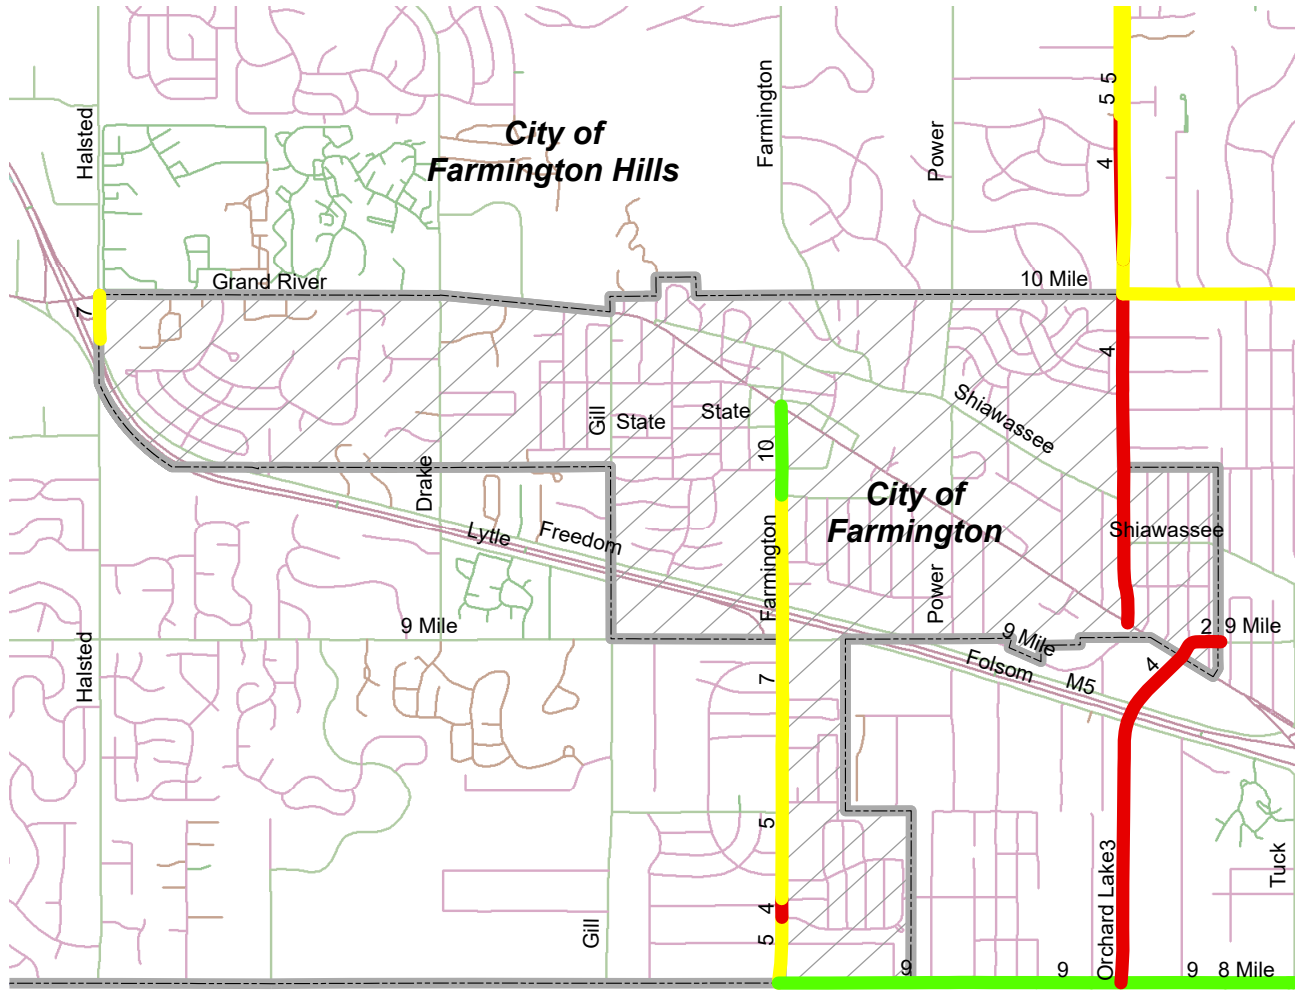 5
5
4
Halsted
Farmington
Power
City of
Farmington Hills
Grand River
10 Mile
7
4
Gill
State
State
Shiawassee
10
Drake
City of
Farmington
Lytle
Freedom
Shiawassee
Farmington
Power
9 Mile
9 Mile
2
9 Mile
Halsted
Folsom
M5
4
7
5
4
5
Gill
Orchard Lake3
Tuck
9
9
9
8 Mile